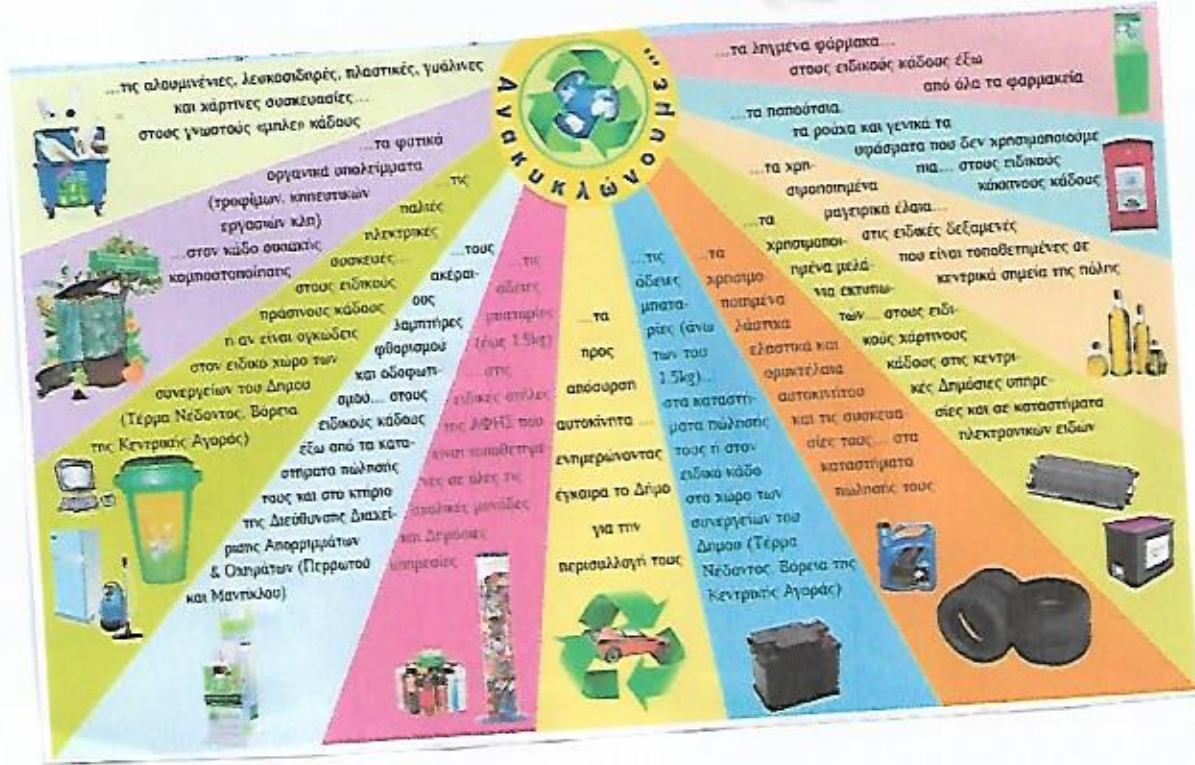 Ανακυκλώνουμε...
...τις αλουμινένιες, λευκοσιδηρές, πλαστικές, γυάλινες
και χάρτινες συσκευασίες...
στους γνωστούς «μπλε» κάδους
...τα φυτικά
οργανικά υπολείμματα
(τροφίμων, κηπευτικών
εργασιών κλπ)
...στον κάδο οικιακής
κομποστοποίησης
...τις
παλιές
ηλεκτρικές
συσκευές...
στους ειδικούς
πράσινους κάδους
ή αν είναι ογκώδεις
στον ειδικό χώρο των
συνεργείων του Δήμου
(Τέρμα Νέδοντος, Βόρεια
της Κεντρικής Αγοράς)
...τους
ακέραι-
ους
λαμπτήρες
φθορισμού
και οδοφωτι-
σμού... στους
ειδικούς κάδους
έξω από τα κατα-
στήματα πώλησής
τους και στο κτήριο
της Διεύθυνσης Διαχεί-
ρισης Απορριμμάτων
& Οχημάτων (Περρωτού
και Μαντίκλου)
...τις
άδειες
μπαταρίες
(έως 1.5kg)
...στις
ειδικές στήλες
της ΑΦΗΣ που
είναι τοποθετημέ-
νες σε όλες τις
σχολικές μονάδες
και Δημόσιες
υπηρεσίες
...τα
προς
απόσυρση
αυτοκίνητα ...
ενημερώνοντας
έγκαιρα το Δήμο
για την
περισυλλογή τους
...τις
άδειες
μπατα-
ρίες (άνω
των του
1.5kg)...
στα καταστή-
ματα πώλησής
τους ή στον
ειδικό κάδο
στο χώρο των
συνεργείων του
Δήμου (Τέρμα
Νέδοντος, Βόρεια της
Κεντρικής Αγοράς)
...τα
χρησιμο
ποιημένα
λάστικα
ελαστικά και
ορυκτέλαια
αυτοκινήτου
και τις συσκευα
σίες τους... στα
καταστήματα
πώλησής τους
...τα
χρησιμοποι-
ημένα μελά-
νια εκτυπω-
των... στους ειδι-
κούς χάρτινους
κάδους στις κεντρι-
κές Δημόσιες υπηρε-
σίες και σε καταστήματα
ηλεκτρονικών ειδών
...τα χρη-
σιμοποιημένα
μαγειρικά έλαια...
στις ειδικές δεξαμενές
που είναι τοποθετημένες σε
κεντρικά σημεία της πόλης
...τα παπούτσια
τα ρούχα και γενικά τα
υφάσματα που δεν χρησιμοποιούμε
πια... στους ειδικούς
κόκκινους κάδους
...τα ληγμένα φάρμακα...
στους ειδικούς κάδους έξω
από όλα τα φαρμακεία